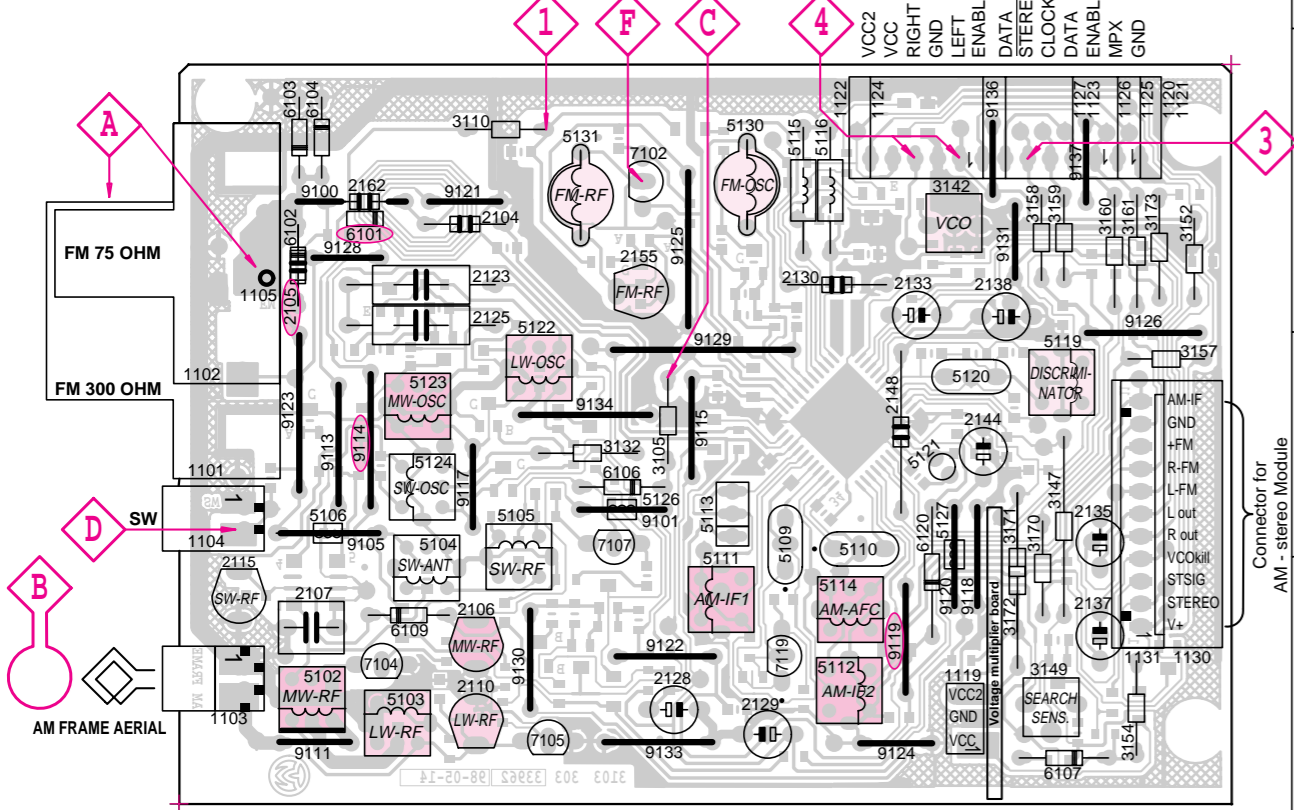 1
F
C
4
VCC2
VCC
RIGHT
GND
LEFT
ENABL
DATA
STERE
CLOCK
DATA
ENABL
MPX
GND
A
3
6103
6104
3110
5131
7102
5130
5115
5116
1122
1124
9136
1127
1123
1126
1125
1120
1121
9137
FM-RF
FM-OSC
3142
VCO
9100
2162
9121
2104
6101
6102
9128
FM 75 OHM
1105
2105
2123
2125
2155
FM-RF
9125
2130
2133
2138
9131
3158
3159
3160
3161
3173
3152
9126
3157
5122
LW-OSC
9129
5119
DISCRIMI-
NATOR
5120
1102
FM 300 OHM
9123
9113
9114
5123
MW-OSC
9134
3105
9115
2148
2144
5121
AM-IF
GND
+FM
R-FM
L-FM
L out
R out
VCOkill
STSIG
STEREO
V+
Connector for
AM - stereo Module
1101
5124
SW-OSC
9117
3132
6106
5126
9101
5113
3147
2135
D
SW
1104
5106
9105
5104
SW-ANT
5105
SW-RF
7107
5109
5110
6120
5127
9120
9118
3171
3170
3172
2137
B
2115
SW-RF
2107
6109
2106
MW-RF
5111
AM-IF1
5114
AM-AFC
9119
7119
AM FRAME AERIAL
AM FRAME
1103
5102
MW-RF
7104
5103
LW-RF
9130
2110
LW-RF
9122
2128
2129
5112
AM-IF2
1119
VCC2
GND
VCC
Voltage multiplier board
3149
SEARCH
SENS.
1131
1130
3154
9111
7105
9133
9124
6107
3103 303 33962 98-05-14